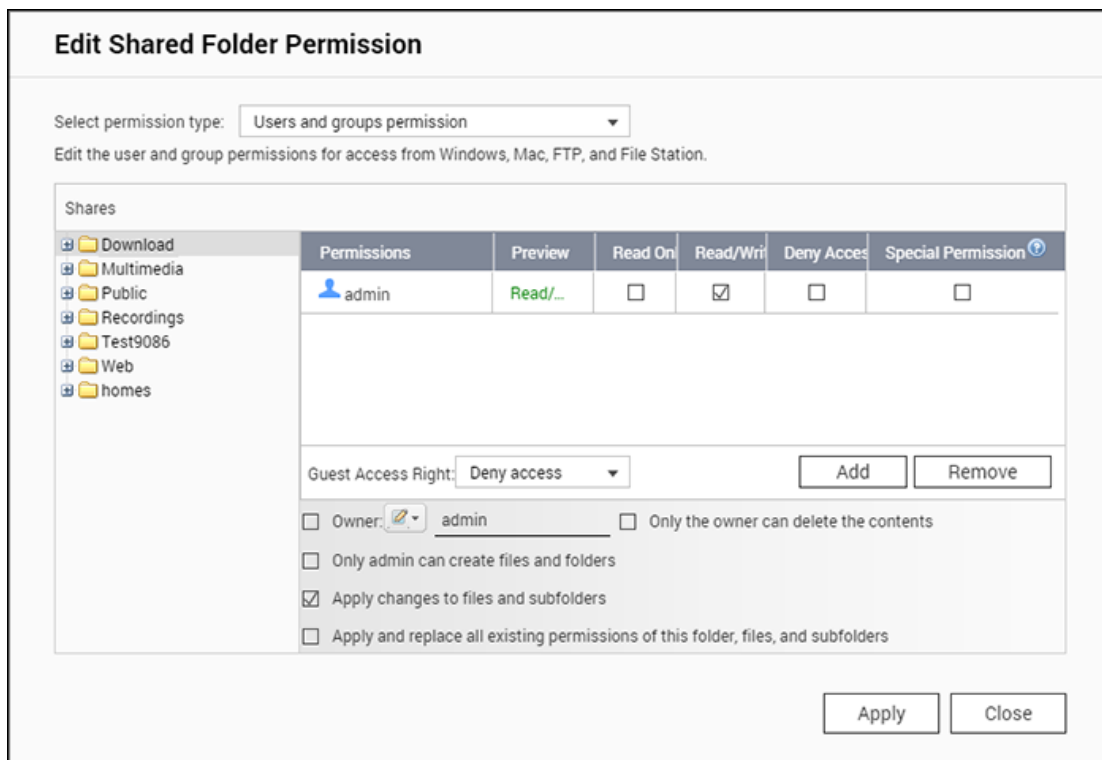 Edit Shared Folder Permission
Select permission type: Users and groups permission
Edit the user and group permissions for access from Windows, Mac, FTP, and File Station.
Shares
Download
Multimedia
Public
Recordings
Test9086
Web
homes
Permissions Preview Read Onl Read/Writ Deny Acces Special Permission ?
admin Read/...
Guest Access Right: Deny access Add Remove
Owner: admin Only the owner can delete the contents
Only admin can create files and folders
Apply changes to files and subfolders
Apply and replace all existing permissions of this folder, files, and subfolders
Apply Close